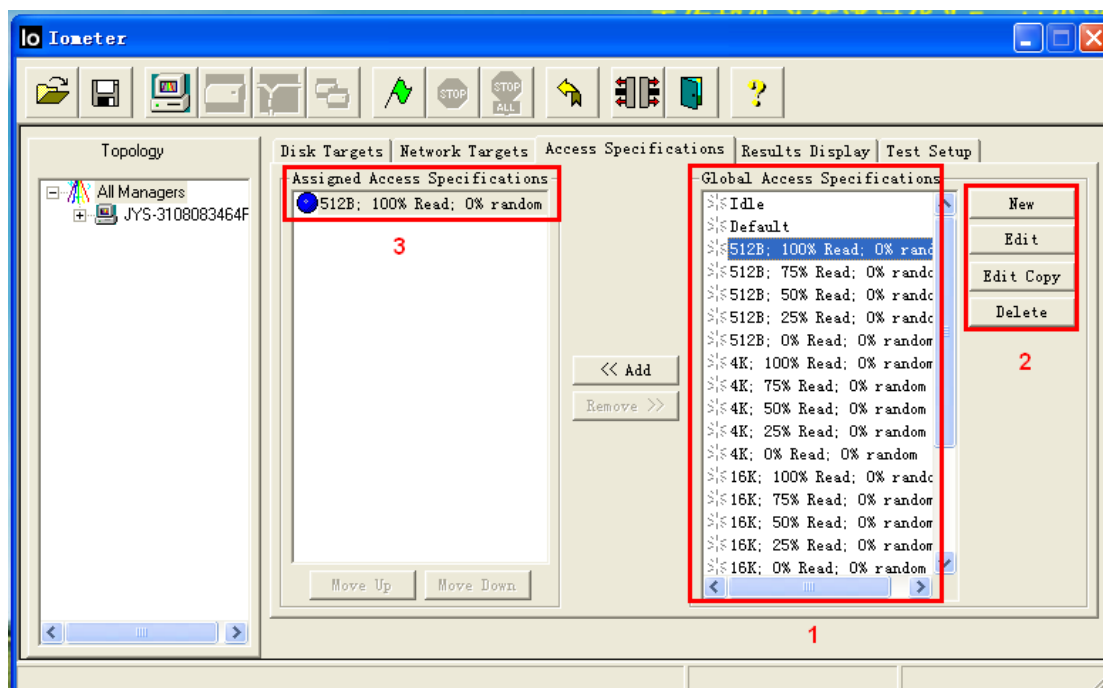 Iometer
STOP
STOP
ALL
Topology
All Managers
JYS-3108083464F
Disk Targets
Network Targets
Access Specifications
Results Display
Test Setup
Assigned Access Specifications
512B; 100% Read; 0% random
3
Move Up
Move Down
<< Add
Remove >>
Global Access Specifications
Idle
Default
512B; 100% Read; 0% rand
512B; 75% Read; 0% rando
512B; 50% Read; 0% rando
512B; 25% Read; 0% rando
512B; 0% Read; 0% random
4K; 100% Read; 0% random
4K; 75% Read; 0% random
4K; 50% Read; 0% random
4K; 25% Read; 0% random
4K; 0% Read; 0% random
16K; 100% Read; 0% rando
16K; 75% Read; 0% random
16K; 50% Read; 0% random
16K; 25% Read; 0% random
16K; 0% Read; 0% random
1
New
Edit
Edit Copy
Delete
2